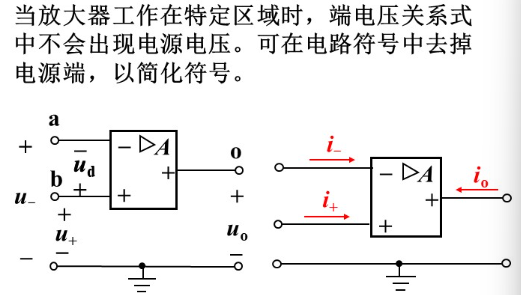 当放大器工作在特定区域时，端电压关系式
中不会出现电源电压。可在电路符号中去掉
电源端，以简化符号。
a
+
−
− ▷A
u_d
+
o
b
+
+
u_−
+
+
u_+
u_o
−
−
−
i_−
− ▷A
i_o
i_+
+
+